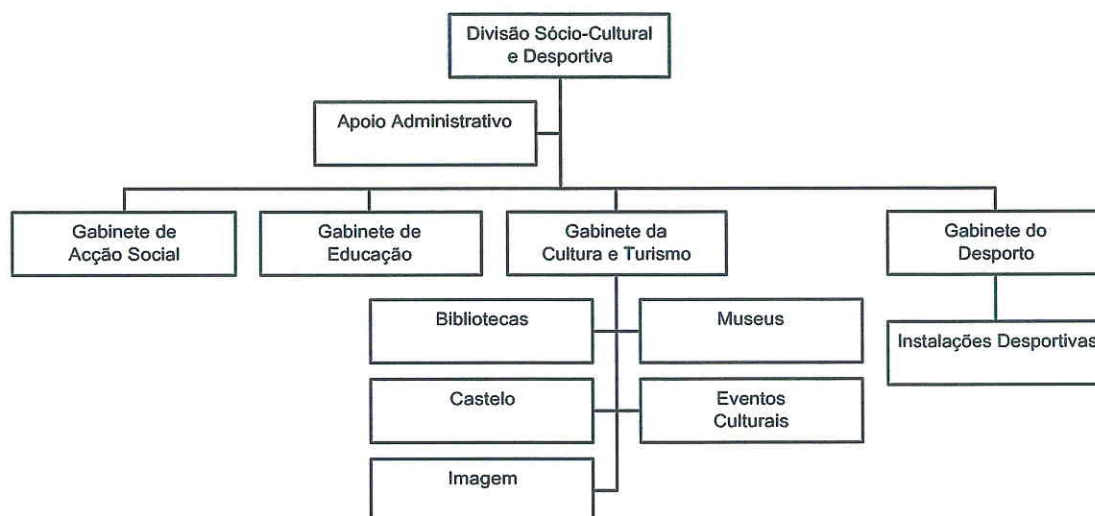 Divisão Sócio-Cultural
e Desportiva
Apoio Administrativo
Gabinete de
Acção Social
Gabinete de
Educação
Gabinete da
Cultura e Turismo
Gabinete do
Desporto
Bibliotecas
Museus
Instalações Desportivas
Castelo
Eventos
Culturais
Imagem